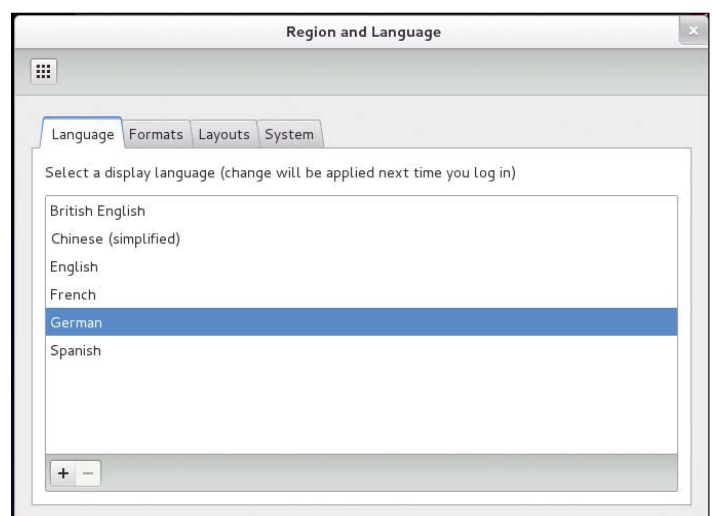 Region and Language
Language Formats Layouts System
Select a display language (change will be applied next time you log in)
British English
Chinese (simplified)
English
French
German
Spanish